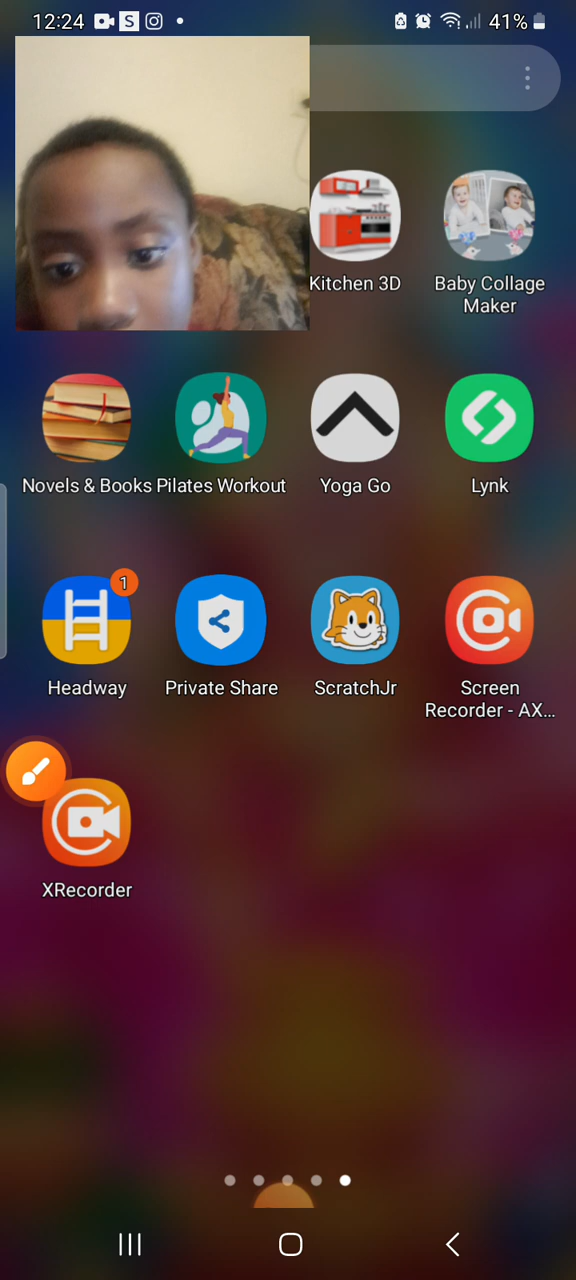 12:24 S 41%
Kitchen 3D Baby Collage
Maker
Novels & Books Pilates Workout Yoga Go Lynk
1
Headway Private Share ScratchJr Screen
Recorder - AX...
XRecorder